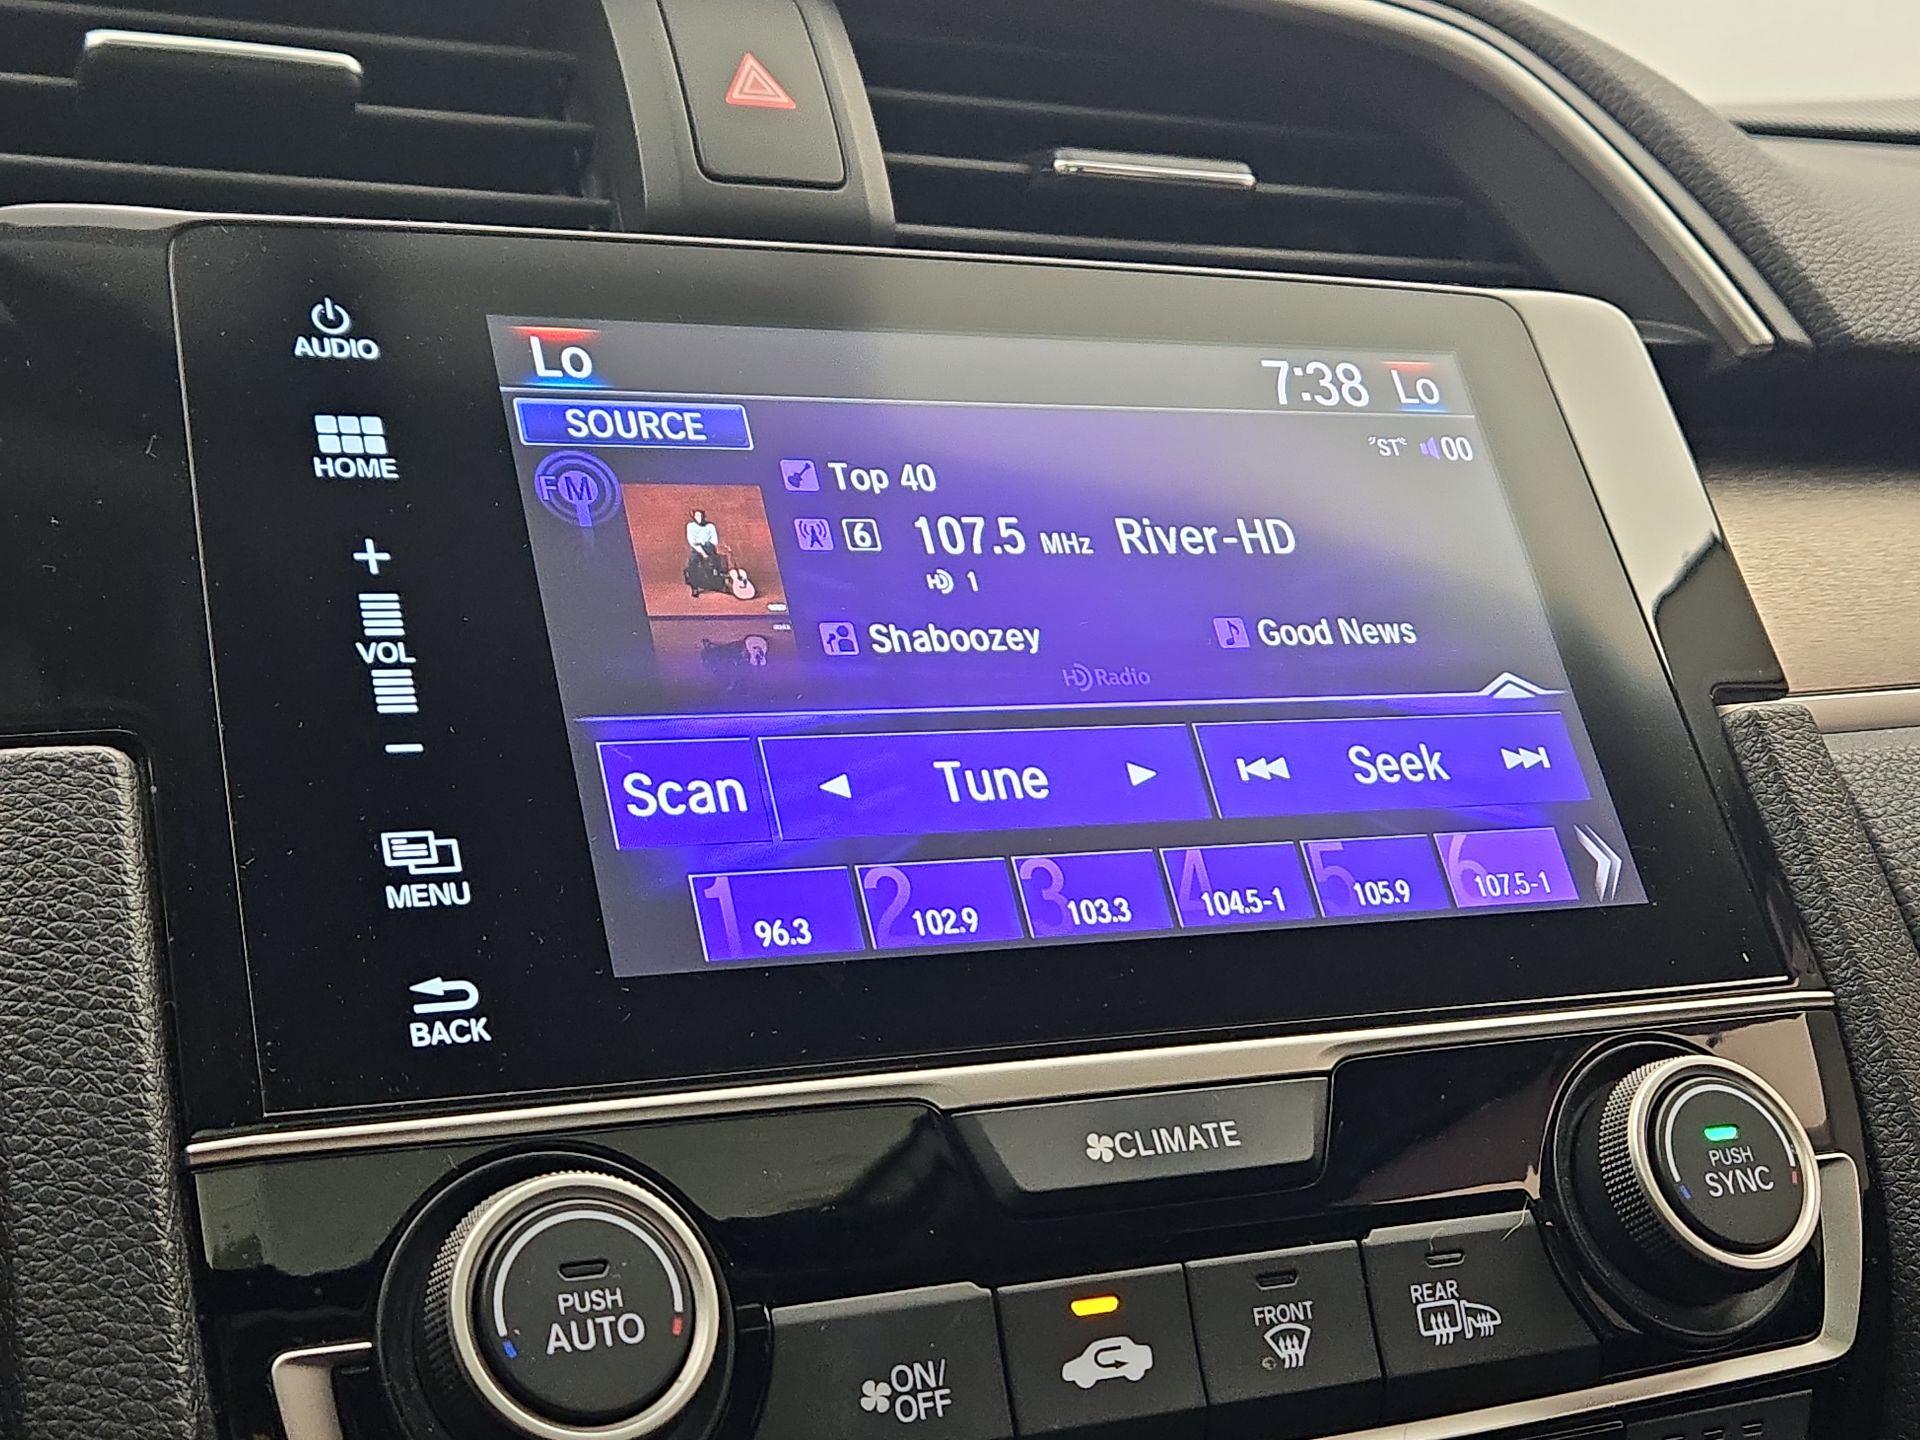 AUDIO
HOME
VOL
MENU
BACK
Lo
7:38 Lo
SOURCE
ST 00
FM
Top 40
6 107.5 MHz River-HD
HD 1
Shaboozey
Good News
HD Radio
Scan
Tune
Seek
1 96.3
2 102.9
3 103.3
4 104.5-1
5 105.9
6 107.5-1
CLIMATE
PUSH
AUTO
PUSH
SYNC
ON/
OFF
FRONT
REAR